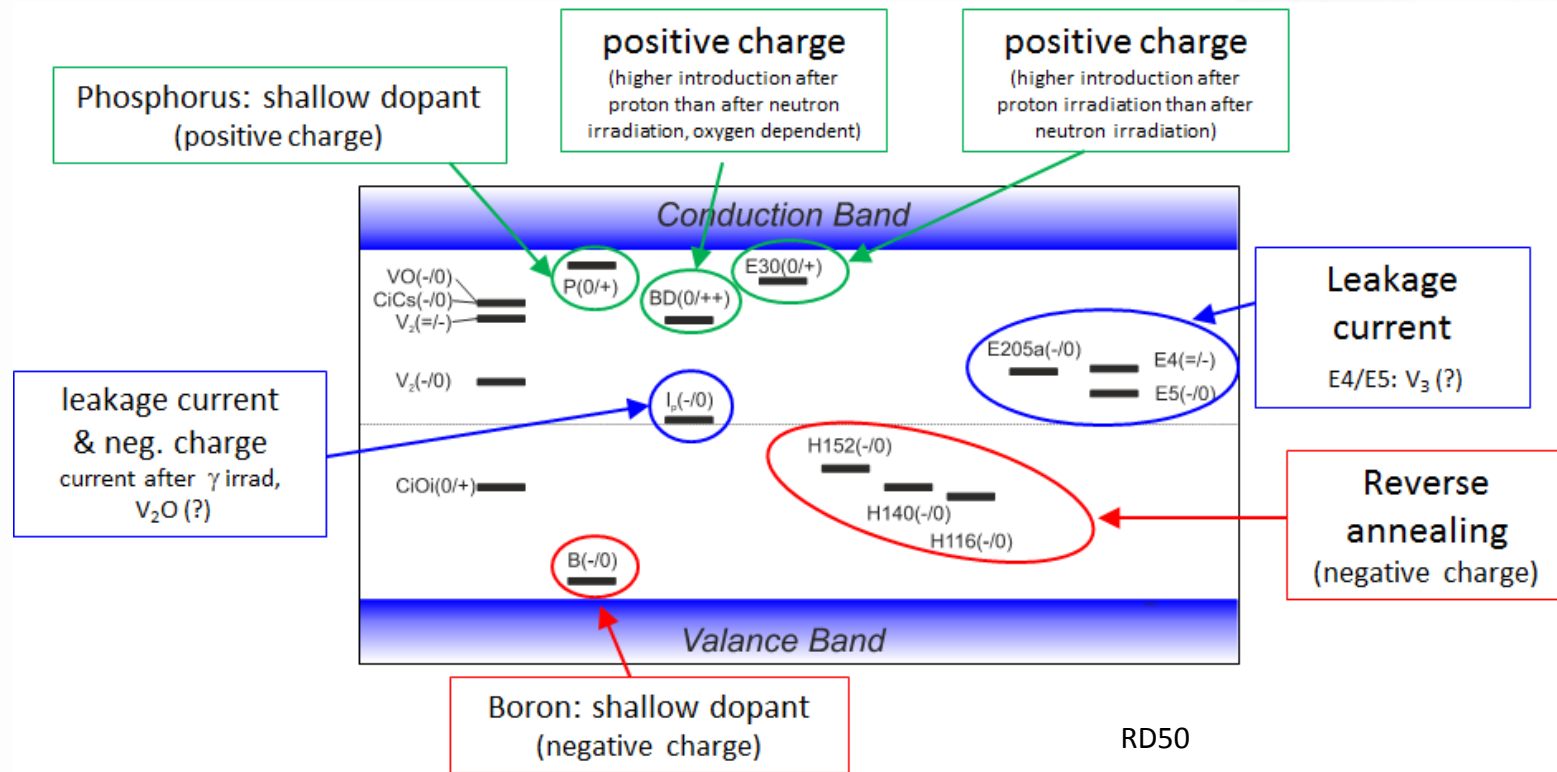 Phosphorus: shallow dopant
(positive charge)
positive charge
(higher introduction after
proton than after neutron
irradiation, oxygen dependent)
positive charge
(higher introduction after
proton irradiation than after
neutron irradiation)
Conduction Band
VO(-/0)
CiCs(-/0)
V₂(=/-)
V₂(-/0)
CiOi(0/+)
P(0/+)
BD(0/++)
E30(0/+)
Iₚ(-/0)
B(-/0)
E205a(-/0)
E4(=/-)
E5(-/0)
H152(-/0)
H140(-/0)
H116(-/0)
Valance Band
leakage current
& neg. charge
current after γ irrad,
V₂O (?)
Leakage
current
E4/E5: V₃ (?)
Reverse
annealing
(negative charge)
Boron: shallow dopant
(negative charge)
RD50